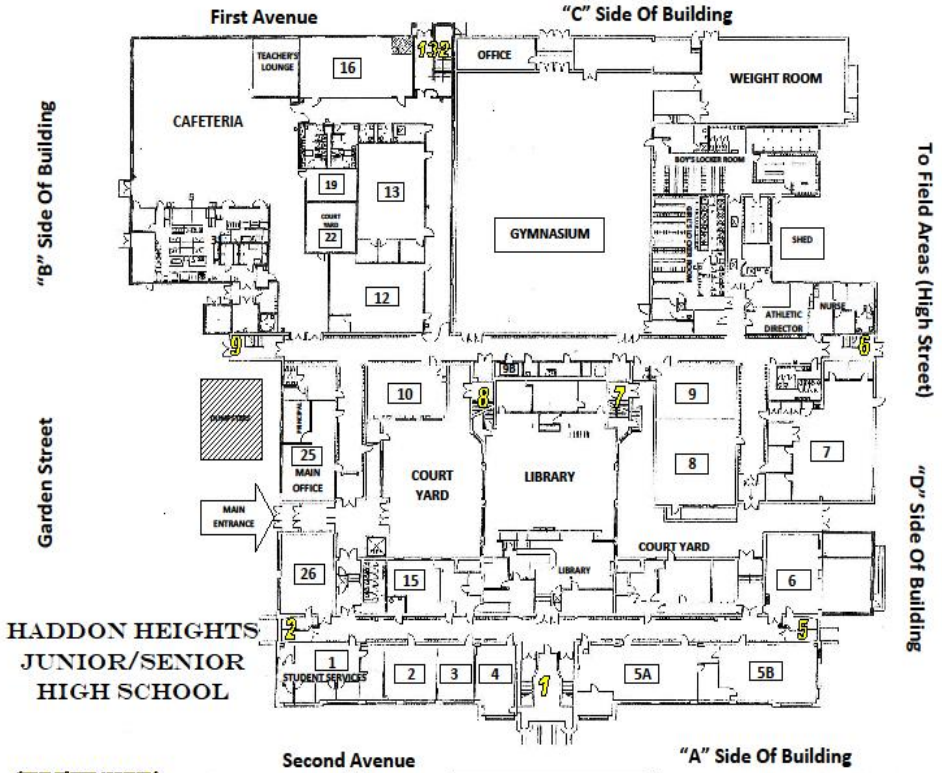 First Avenue
"C" Side Of Building
132
OFFICE
TEACHER'S
LOUNGE
16
WEIGHT ROOM
CAFETERIA
"B" Side Of Building
To Field Areas (High Street)
BOY'S LOCKER ROOM
19
13
COURT
YARD
22
GYMNASIUM
GIRL'S LOCKER ROOM
SHED
12
NURSE
ATHLETIC
DIRECTOR
9
6
9B
10
8
7
9
DUMPSTERS
PRINCIPAL
25
MAIN
OFFICE
COURT
YARD
LIBRARY
8
7
Garden Street
MAIN
ENTRANCE
"D" Side Of Building
COURT YARD
LIBRARY
26
15
6
HADDON HEIGHTS
JUNIOR/SENIOR
HIGH SCHOOL
2
5
1
STUDENT SERVICES
2
3
4
1
5A
5B
Second Avenue
"A" Side Of Building